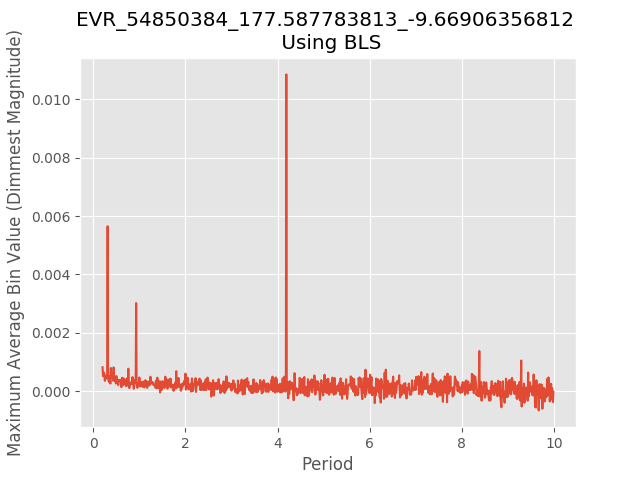 EVR_54850384_177.587783813_-9.66906356812
Using BLS
Maximum Average Bin Value (Dimmest Magnitude)
0.010
0.008
0.006
0.004
0.002
0.000
0 2 4 6 8 10
Period